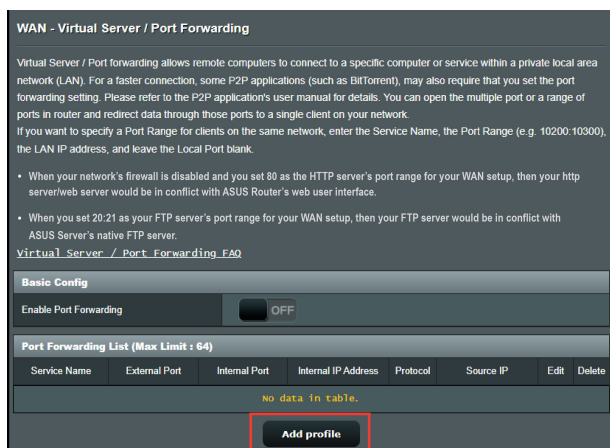 WAN - Virtual Server / Port Forwarding
Virtual Server / Port forwarding allows remote computers to connect to a specific computer or service within a private local area
network (LAN). For a faster connection, some P2P applications (such as BitTorrent), may also require that you set the port
forwarding setting. Please refer to the P2P application's user manual for details. You can open the multiple port or a range of
ports in router and redirect data through those ports to a single client on your network.
If you want to specify a Port Range for clients on the same network, enter the Service Name, the Port Range (e.g. 10200:10300),
the LAN IP address, and leave the Local Port blank.
• When your network's firewall is disabled and you set 80 as the HTTP server's port range for your WAN setup, then your http
server/web server would be in conflict with ASUS Router's web user interface.
• When you set 20:21 as your FTP server's port range for your WAN setup, then your FTP server would be in conflict with
ASUS Server's native FTP server.
Virtual Server / Port Forwarding FAQ
Basic Config
Enable Port Forwarding OFF
Port Forwarding List (Max Limit : 64)
Service Name External Port Internal Port Internal IP Address Protocol Source IP Edit Delete
No data in table.
Add profile